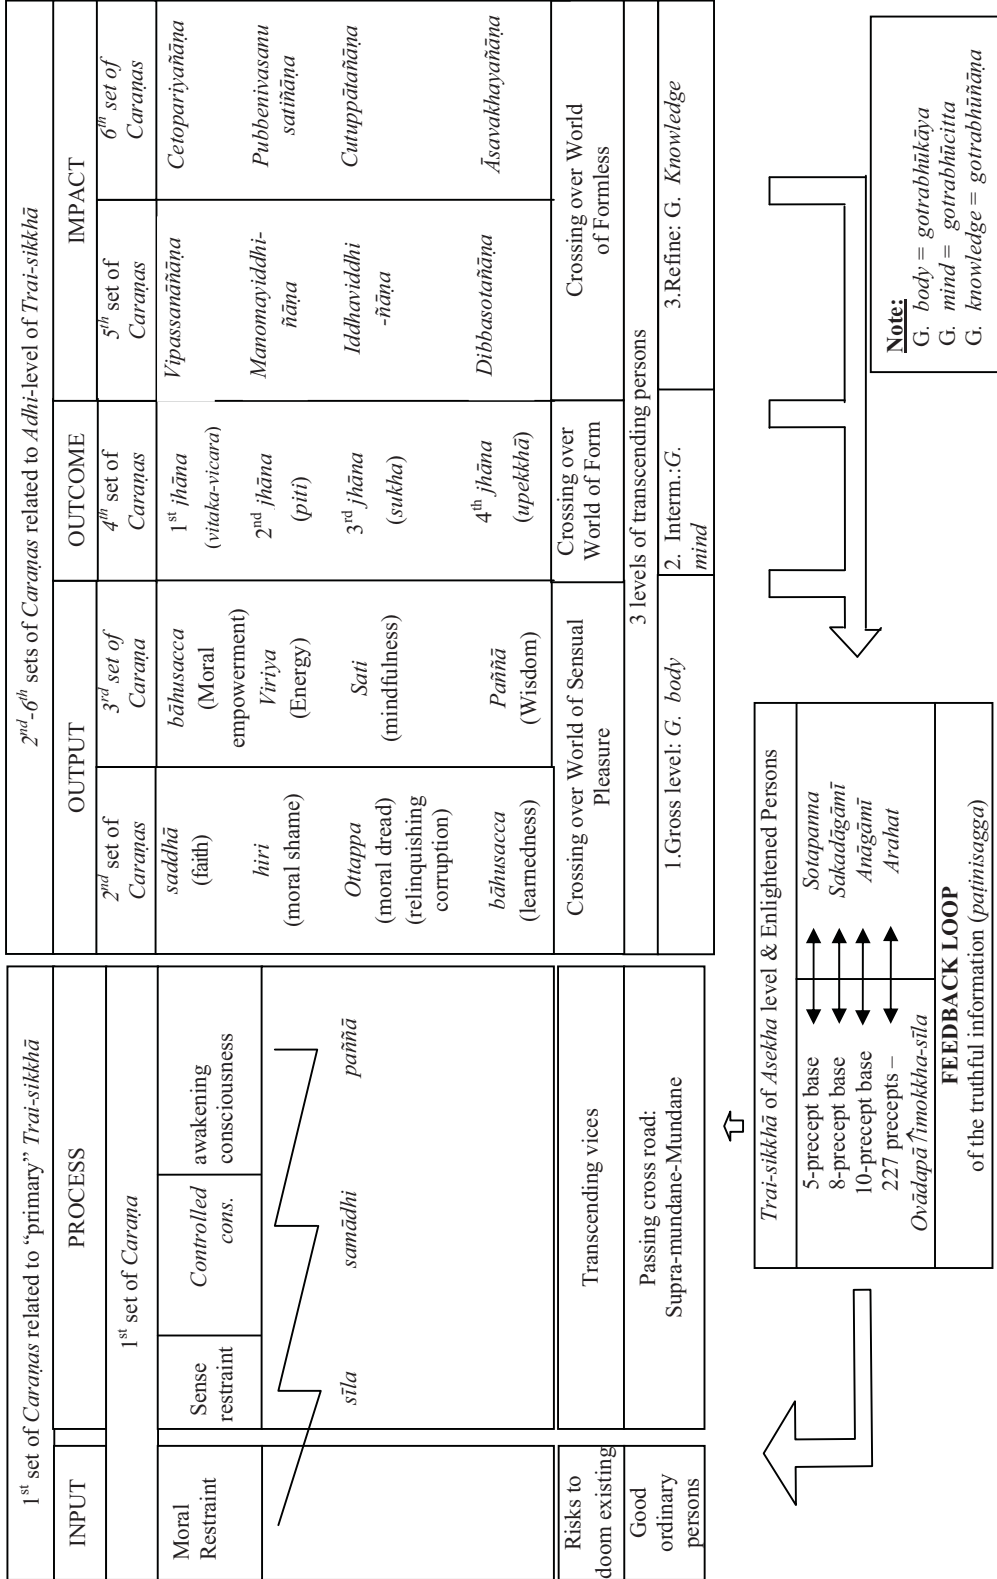 1st set of Caraṇas related to “primary” Trai-sikkhā
INPUT
PROCESS
1st set of Caraṇa
Moral
Restraint
Sense
restraint
Controlled
cons.
awakening
consciousness
sīla
samādhi
paññā
Risks to
doom existing
Transcending vices
Good
ordinary
persons
Passing cross road:
Supra-mundane-Mundane
2nd-6th sets of Caraṇas related to Adhi-level of Trai-sikkhā
OUTPUT
OUTCOME
IMPACT
2nd set of
Caraṇas
3rd set of
Caraṇa
4th set of
Caraṇas
5th set of
Caraṇas
6th set of
Caraṇas
saddhā
(faith)
hiri
(moral shame)
Ottappa
(moral dread)
(relinquishing
corruption)
bāhusacca
(learnedness)
bāhusacca
(Moral
empowerment)
Viriya
(Energy)
Sati
(mindfulness)
Paññā
(Wisdom)
1st jhāna
(vitaka-vicara)
2nd jhāna
(piti)
3rd jhāna
(sukha)
4th jhāna
(upekkhā)
Vipassanāñāṇa
Manomayiddhi-
ñāṇa
Iddhaviddhi
-ñāṇa
Dibbasotañāṇa
Cetopariyañāṇa
Pubbenivasanu
satiñāṇa
Cutuppātañāṇa
Āsavakhayañāṇa
Crossing over World of Sensual
Pleasure
Crossing over
World of Form
Crossing over World
of Formless
3 levels of transcending persons
1.Gross level: G. body
2. Interm.:G.
mind
3.Refine: G. Knowledge
Trai-sikkhā of Asekha level & Enlightened Persons
5-precept base
8-precept base
10-precept base
227 precepts –
Ovādapāṭimokkha-sīla
Sotapanna
Sakadāgāmī
Anāgāmī
Arahat
FEEDBACK LOOP
of the truthful information (paṭinisagga)
Note:
G. body = gotrabhūkāya
G. mind = gotrabhūcitta
G. knowledge = gotrabhūñāṇa